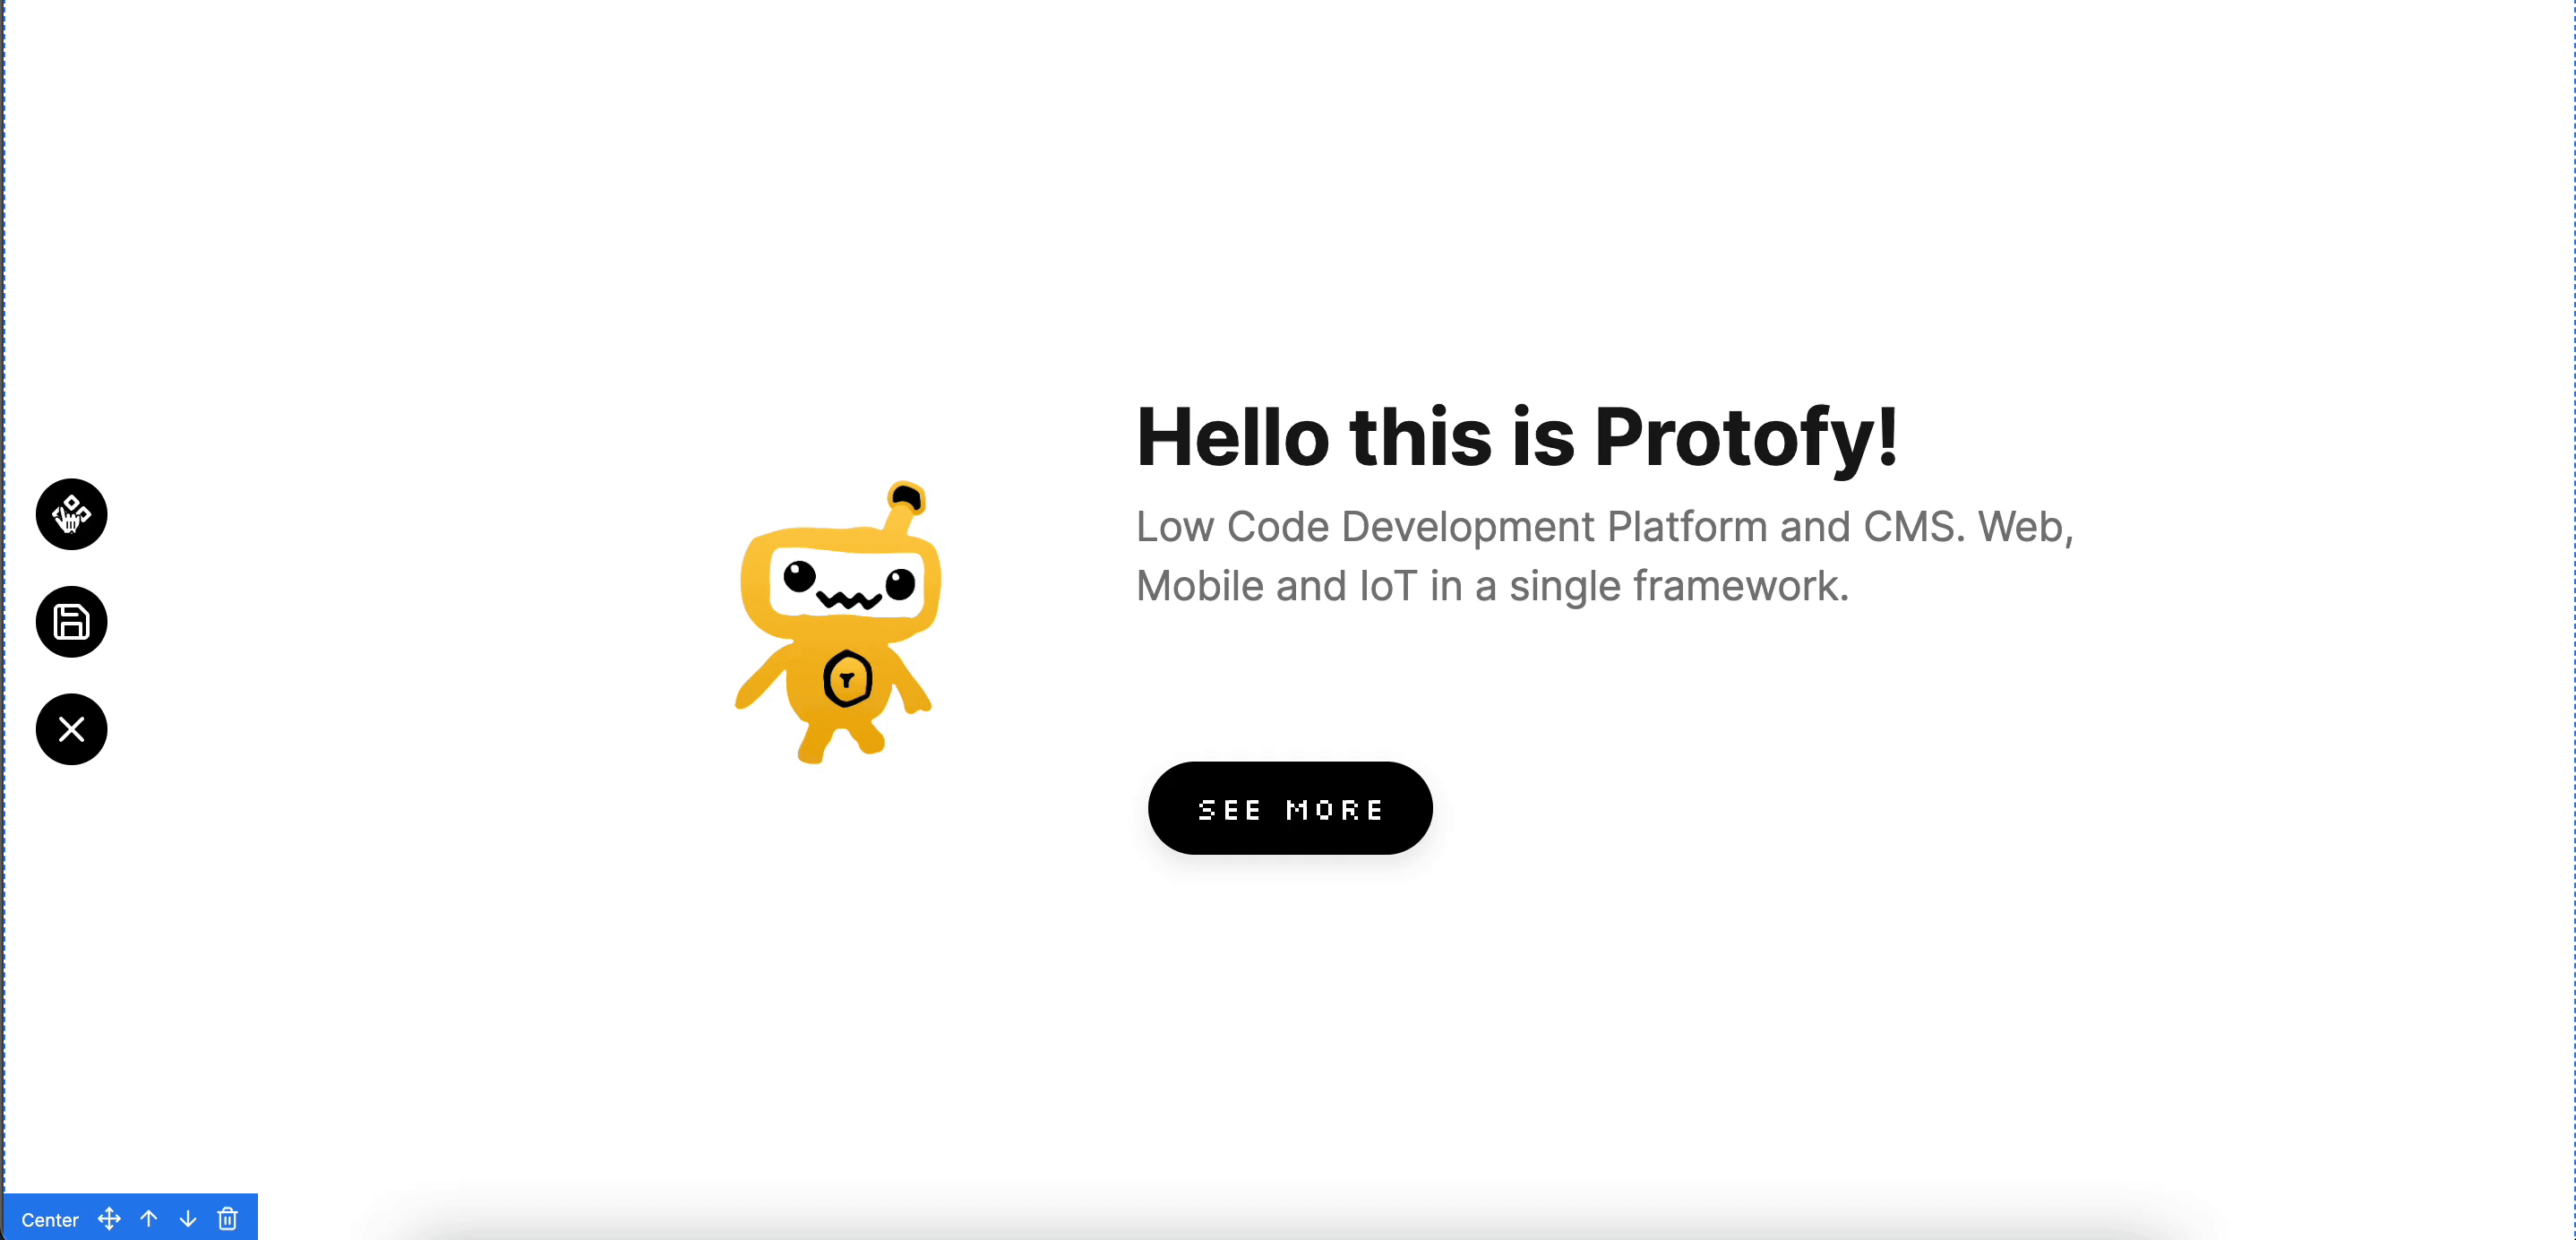 Hello this is Protofy!
Low Code Development Platform and CMS. Web,
Mobile and IoT in a single framework.
SEE MORE
Center